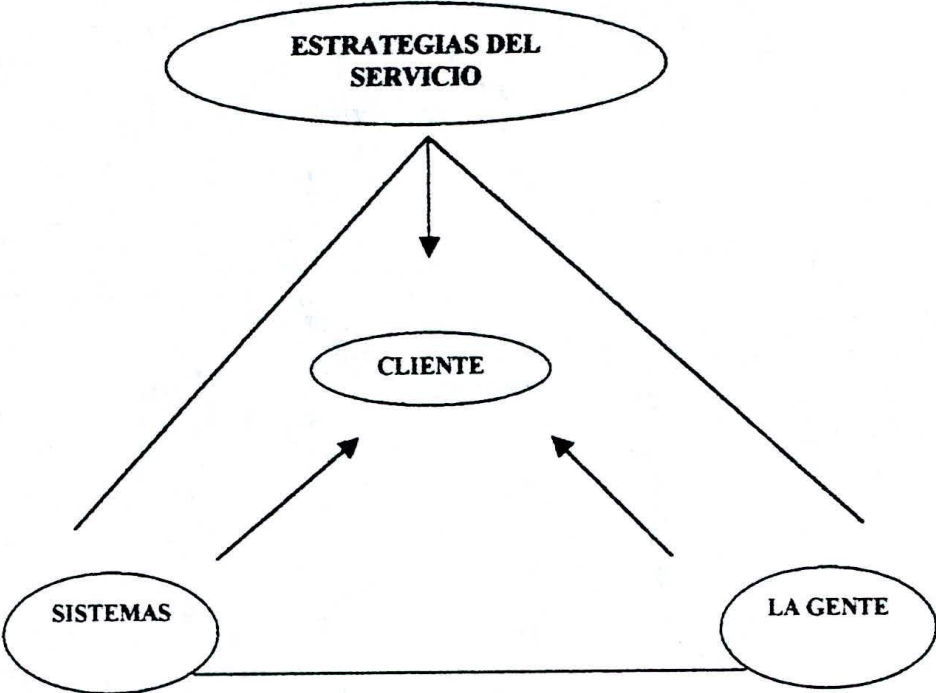 ESTRATEGIAS DEL
SERVICIO
CLIENTE
SISTEMAS
LA GENTE